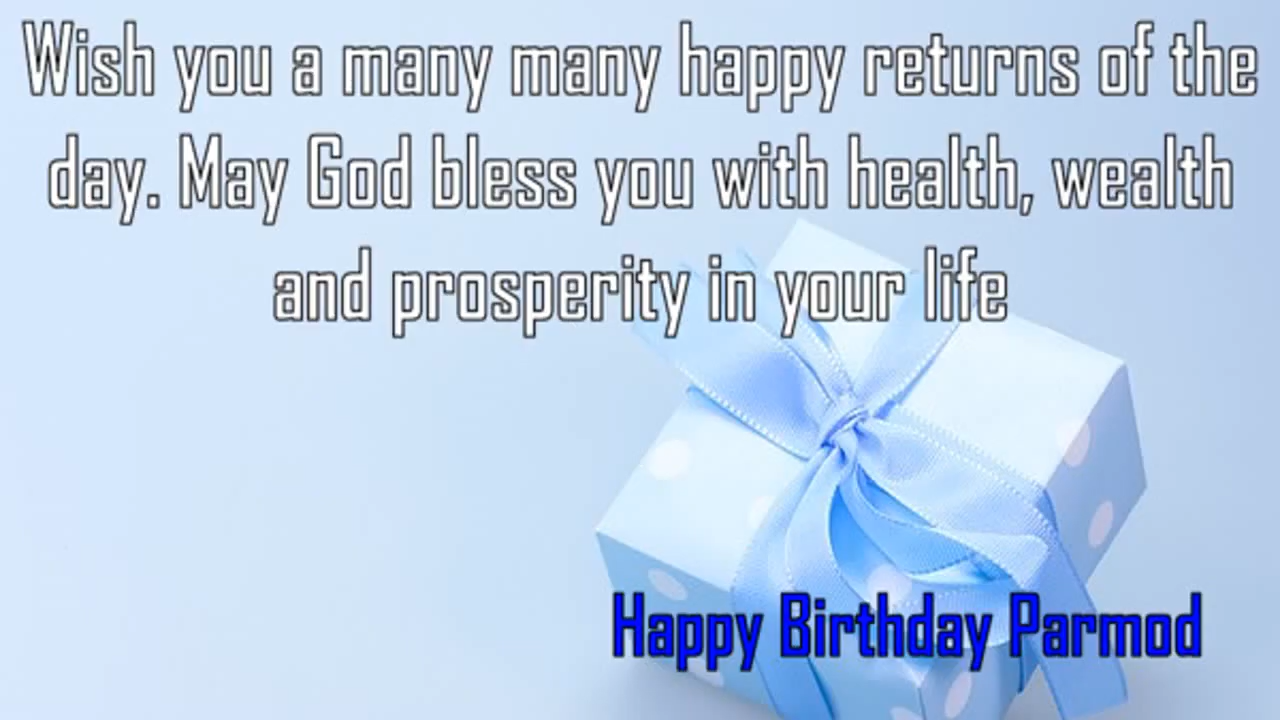 Wish you a many many happy returns of the
day. May God bless you with health, wealth
and prosperity in your life
Happy Birthday Parmod